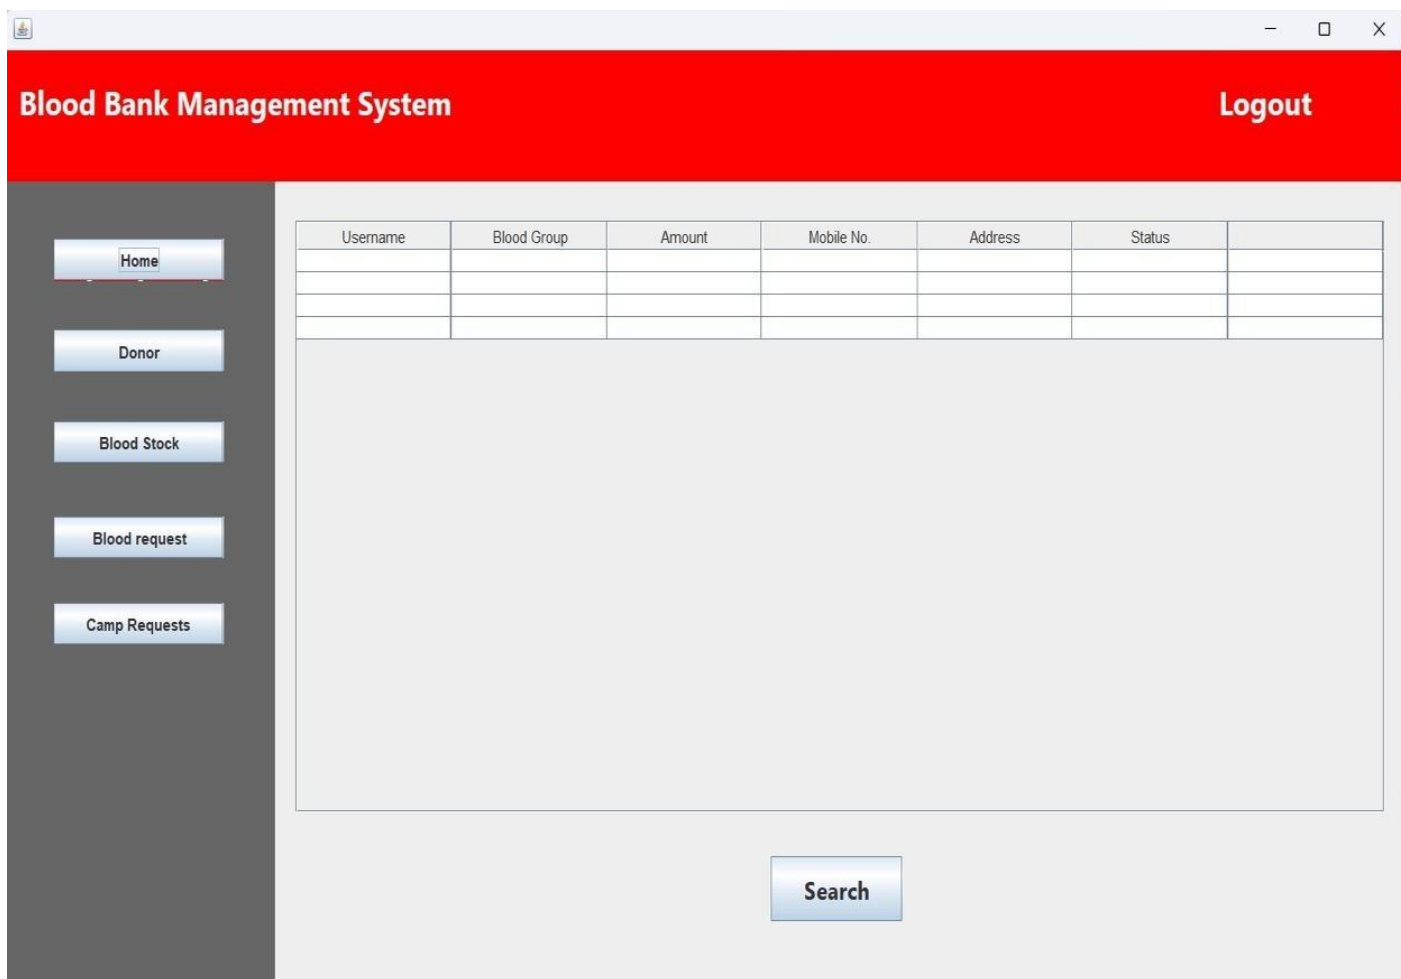 Blood Bank Management System
Logout
Home
Donor
Blood Stock
Blood request
Camp Requests
Username Blood Group Amount Mobile No. Address Status
Search